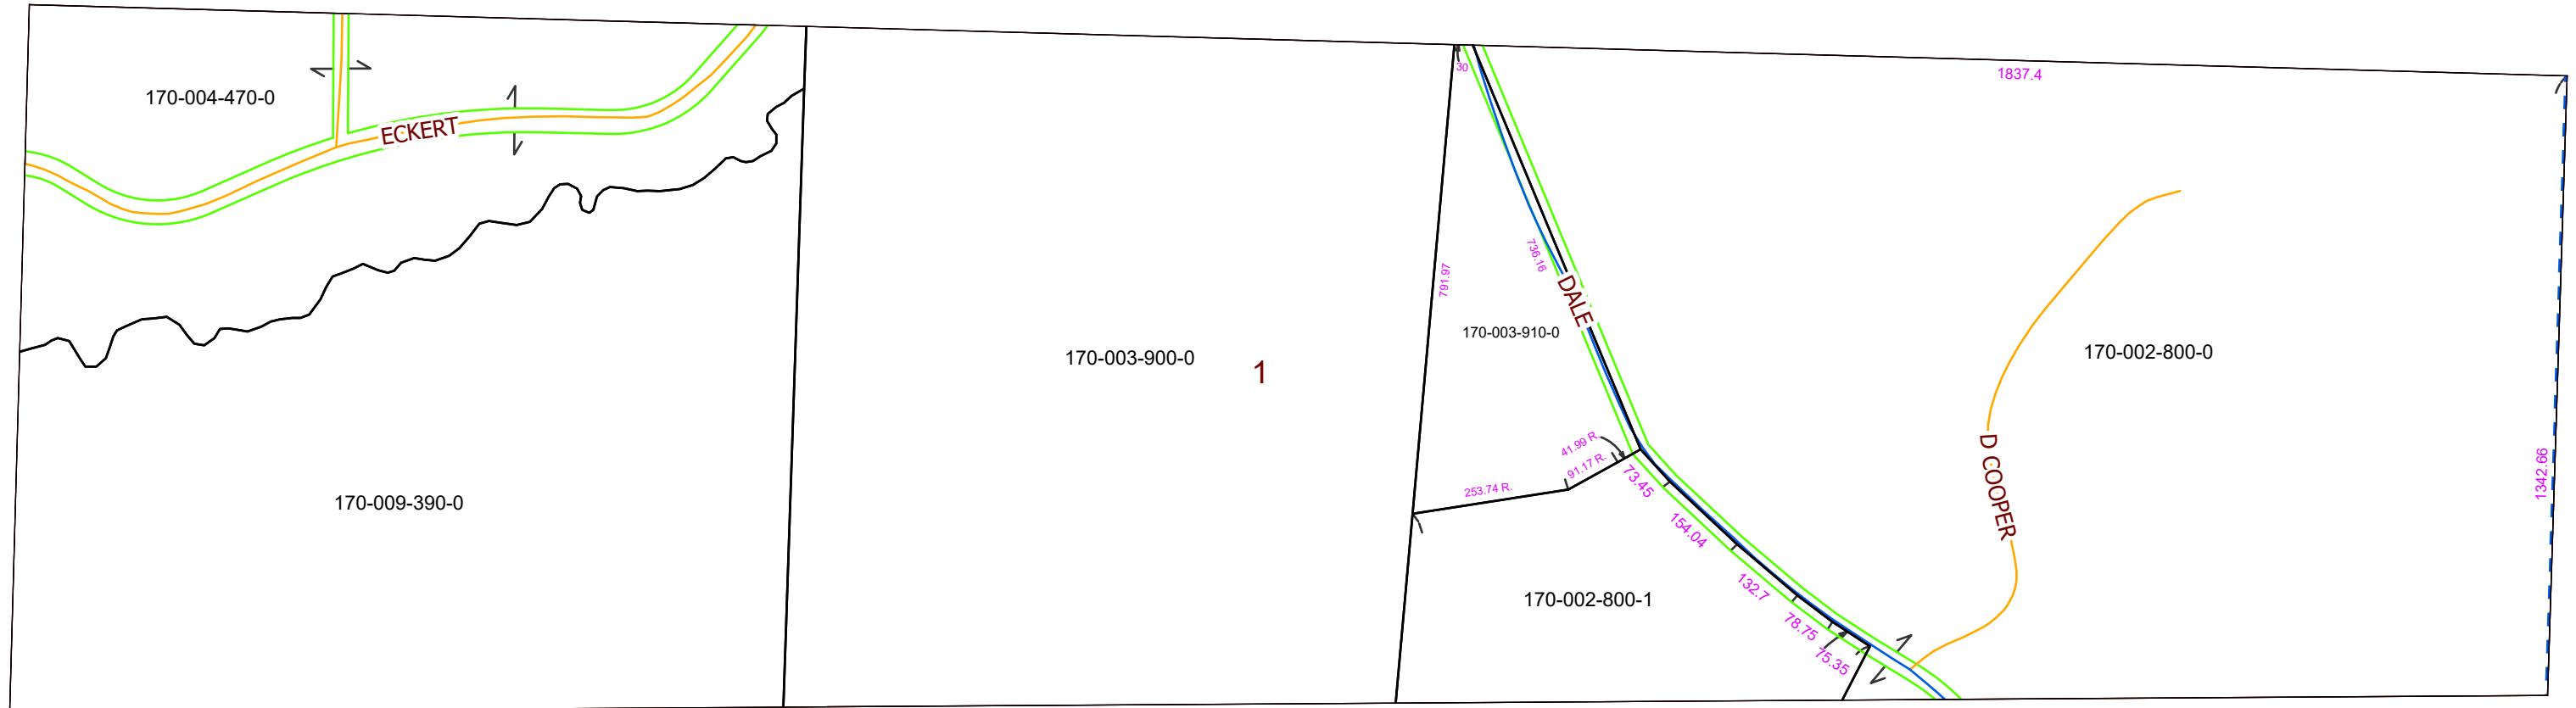 30
1837.4
170-004-470-0
ECKERT
736.16
791.97
DALE
170-003-910-0
170-003-900-0
1
170-002-800-0
41.99 R.
91.17 R.
73.45
253.74 R.
D COOPER
1342.66
170-009-390-0
154.04
132.7
170-002-800-1
78.75
75.35